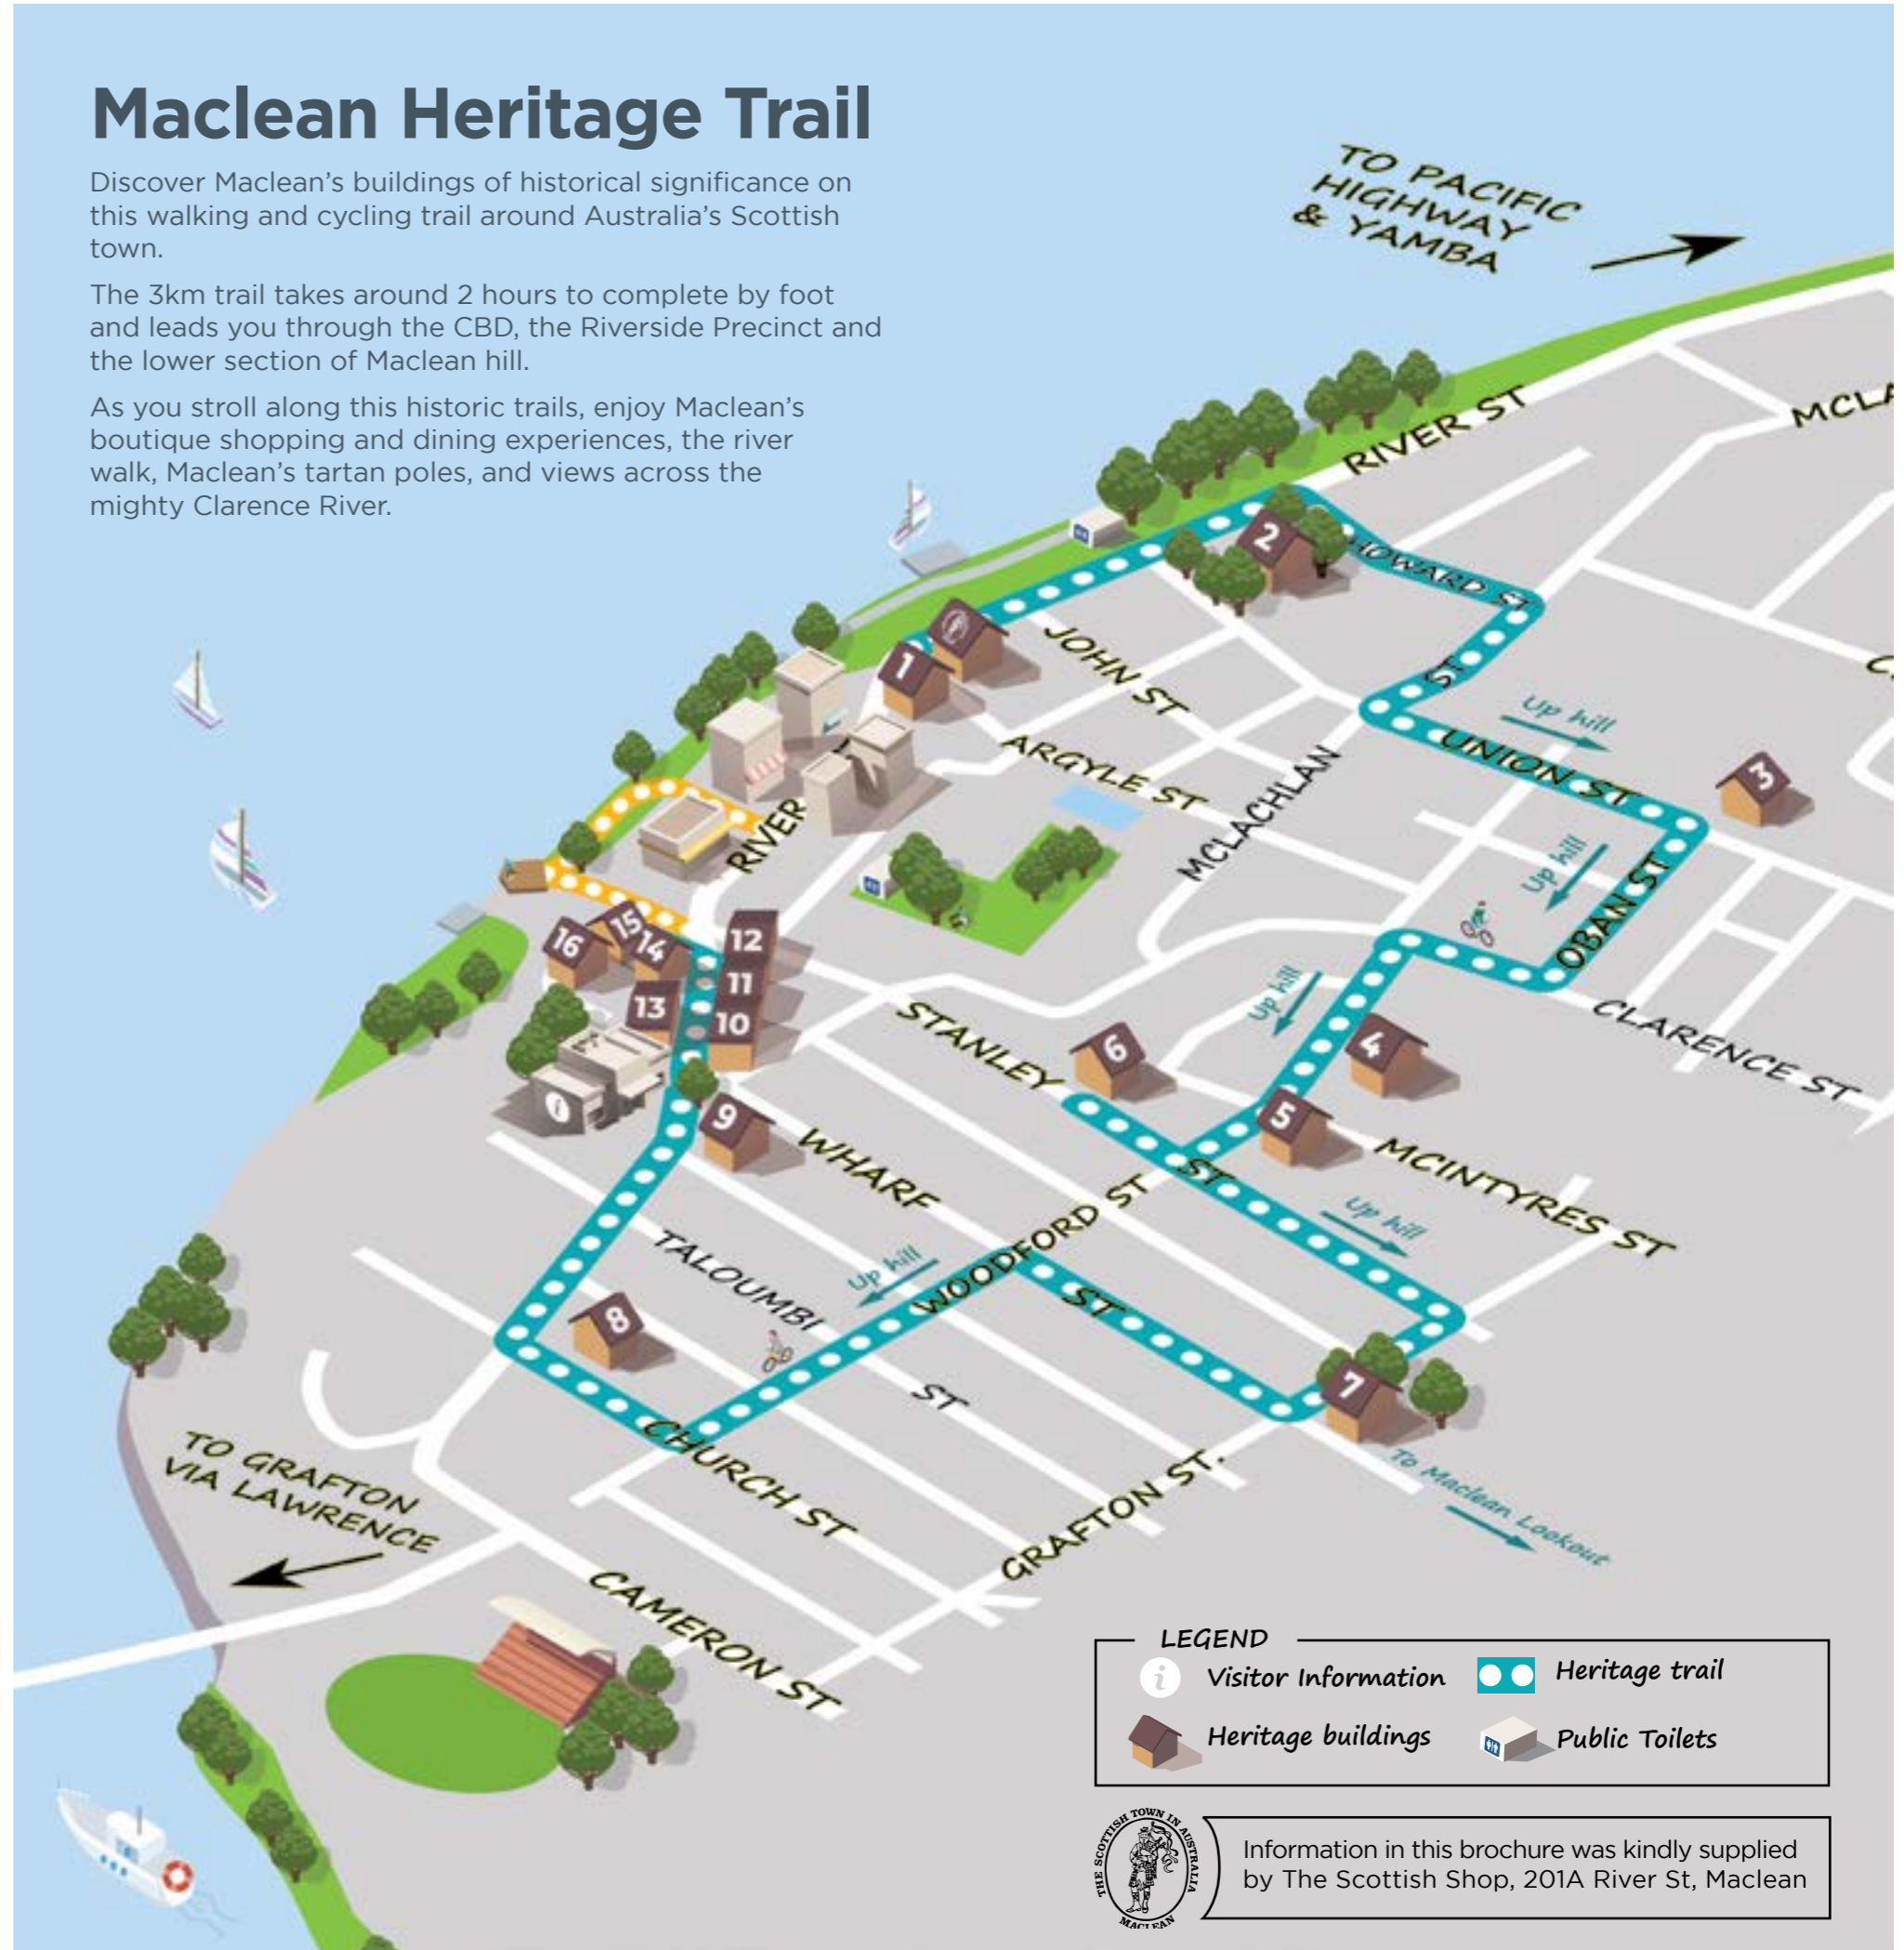 Maclean Heritage Trail
Discover Maclean's buildings of historical significance on
this walking and cycling trail around Australia's Scottish
town.
The 3km trail takes around 2 hours to complete by foot
and leads you through the CBD, the Riverside Precinct and
the lower section of Maclean hill.
As you stroll along this historic trails, enjoy Maclean's
boutique shopping and dining experiences, the river
walk, Maclean's tartan poles, and views across the
mighty Clarence River.
TO PACIFIC
HIGHWAY
& YAMBA
MCLA
RIVER ST
2
HOWARD ST
1
JOHN ST
ST
C
Up hill
UNION ST
3
ARGYLE ST
MCLACHLAN
RIVER
Up hill
OBAN ST
16
15
14
12
11
10
13
Up hill
CLARENCE ST
STANLEY
6
4
5
i
9
WHARF
ST
MCINTYRES ST
Up hill
TALOUMBI
Up hill
WOODFORD ST
ST
8
ST
7
CHURCH ST
To Maclean Lookout
TO GRAFTON
VIA LAWRENCE
GRAFTON ST.
CAMERON ST
LEGEND
i Visitor Information
Heritage trail
Heritage buildings
Public Toilets
THE SCOTTISH TOWN IN AUSTRALIA
MACLEAN
Information in this brochure was kindly supplied
by The Scottish Shop, 201A River St, Maclean